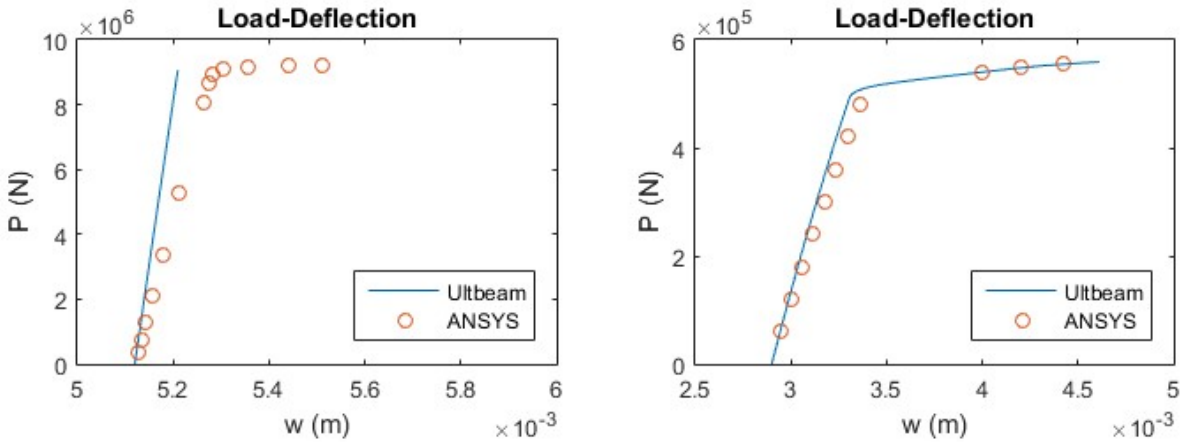 Load-Deflection
× 10^6
10
8
6
4
2
0
P (N)
Ultbeam
ANSYS
5 5.2 5.4 5.6 5.8 6
w (m)
× 10^-3
Load-Deflection
× 10^5
6
4
2
0
P (N)
Ultbeam
ANSYS
2.5 3 3.5 4 4.5 5
w (m)
× 10^-3